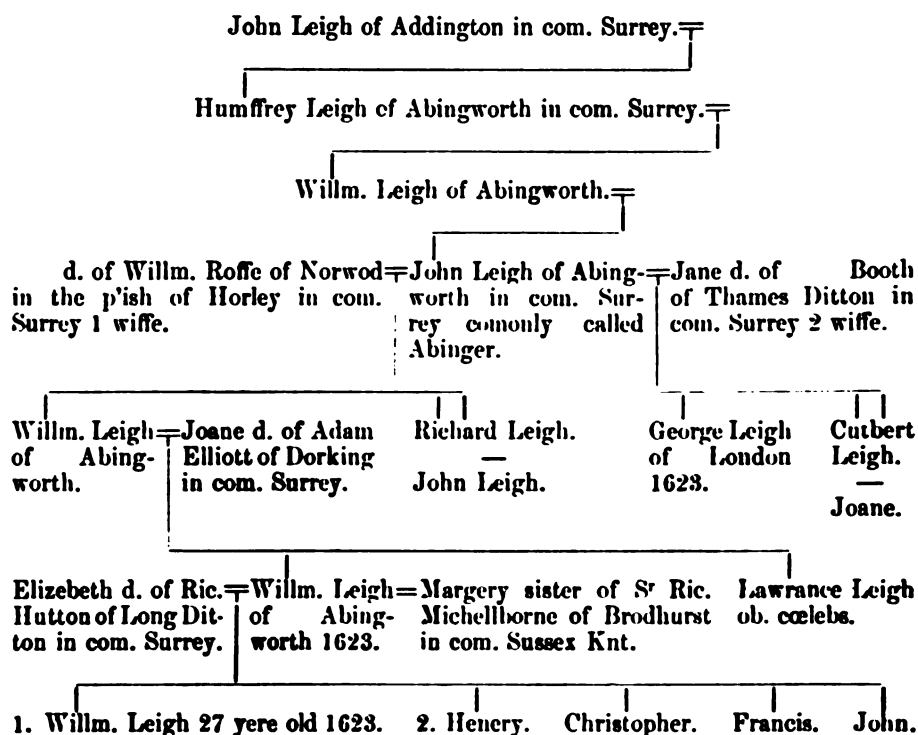 John Leigh of Addington in com. Surrey.
Humffrey Leigh of Abingworth in com. Surrey.
Willm. Leigh of Abingworth.
d. of Willm. Roffe of Norwod
in the p'ish of Horley in com.
Surrey 1 wiffe.
John Leigh of Abing-
worth in com. Sur-
rey comonly called
Abinger.
Jane d. of Booth
of Thames Ditton in
com. Surrey 2 wiffe.
Willm. Leigh
of Abing-
worth.
Joane d. of Adam
Elliott of Dorking
in com. Surrey.
Richard Leigh.
—
John Leigh.
George Leigh
of London
1623.
Cutbert
Leigh.
—
Joane.
Elizebeth d. of Ric.
Hutton of Long Dit-
ton in com. Surrey.
Willm. Leigh
of Abing-
worth 1623.
Margery sister of Sr Ric.
Michellborne of Brodhurst
in com. Sussex Knt.
Lawrance Leigh
ob. cœlebs.
1. Willm. Leigh 27 yere old 1623. 2. Henery. Christopher. Francis. John.